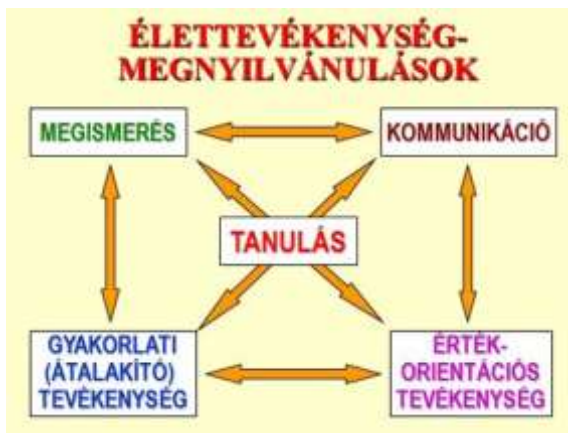 ÉLETTEVÉKENYSÉG-
MEGNYILVÁNULÁSOK
MEGISMERÉS
KOMMUNIKÁCIÓ
TANULÁS
GYAKORLATI
(ÁTALAKÍTÓ)
TEVÉKENYSÉG
ÉRTÉK-
ORIENTÁCIÓS
TEVÉKENYSÉG